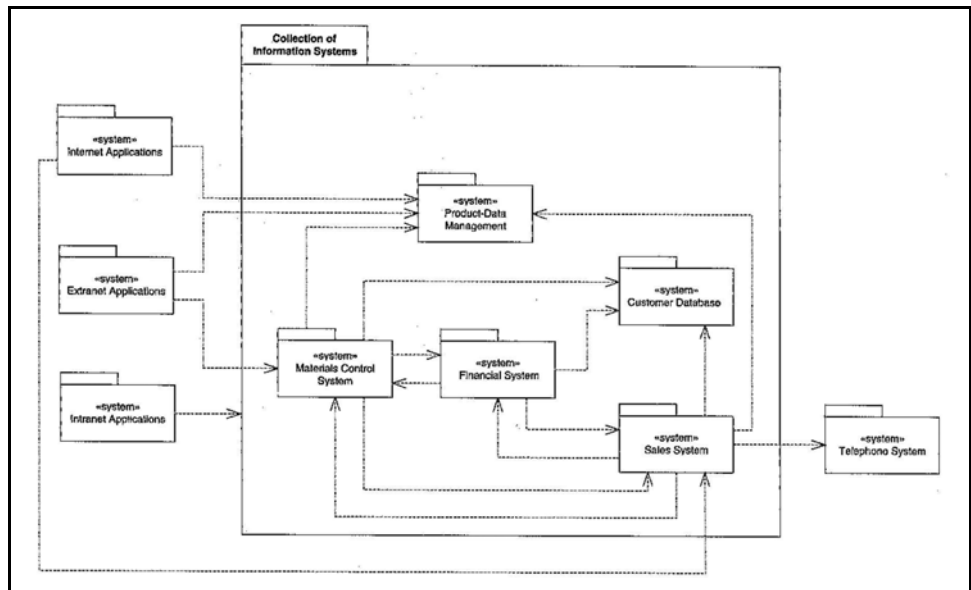 Collection of
Information Systems
«system»
Internet Applications
«system»
Product-Data
Management
«system»
Extranet Applications
«system»
Customer Database
«system»
Materials Control
System
«system»
Financial System
«system»
Intranet Applications
«system»
Sales System
«system»
Telephono System